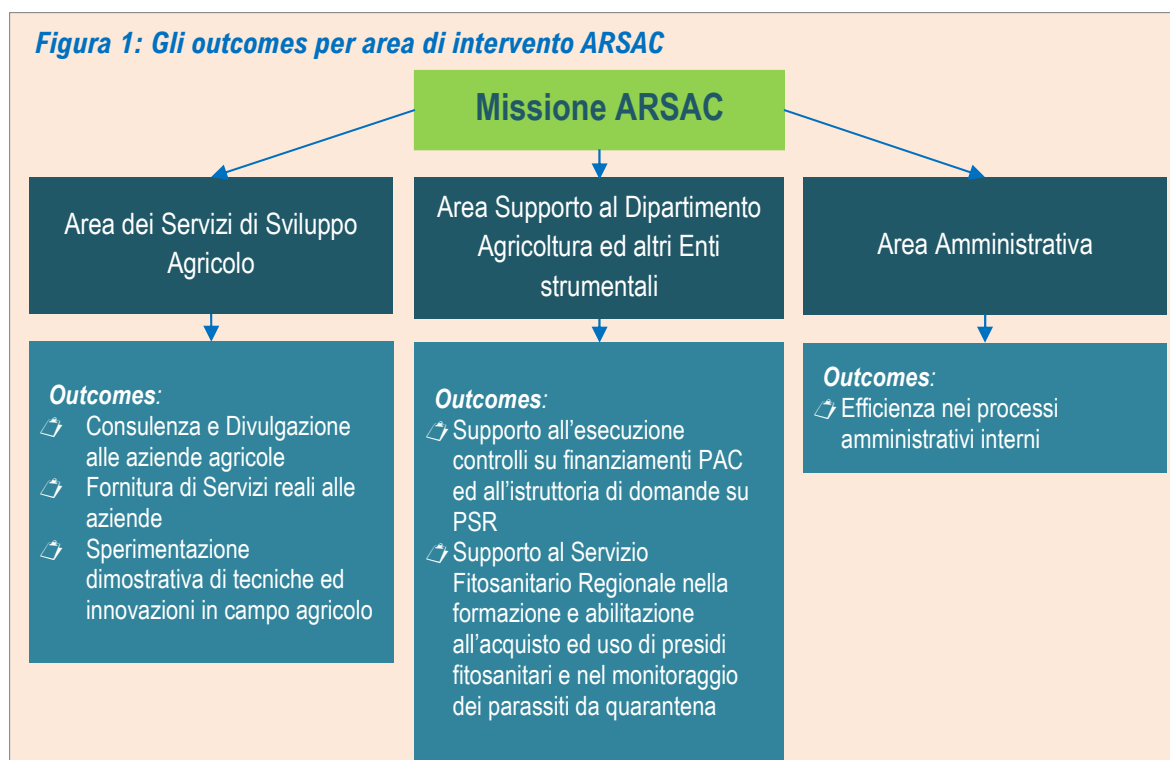 Figura 1: Gli outcomes per area di intervento ARSAC
Missione ARSAC
Area dei Servizi di Sviluppo
Agricolo
Area Supporto al Dipartimento
Agricoltura ed altri Enti
strumentali
Area Amministrativa
Outcomes:
Consulenza e Divulgazione
alle aziende agricole
Fornitura di Servizi reali alle
aziende
Sperimentazione
dimostrativa di tecniche ed
innovazioni in campo agricolo
Outcomes:
Supporto all'esecuzione
controlli su finanziamenti PAC
ed all'istruttoria di domande su
PSR
Supporto al Servizio
Fitosanitario Regionale nella
formazione e abilitazione
all'acquisto ed uso di presidi
fitosanitari e nel monitoraggio
dei parassiti da quarantena
Outcomes:
Efficienza nei processi
amministrativi interni